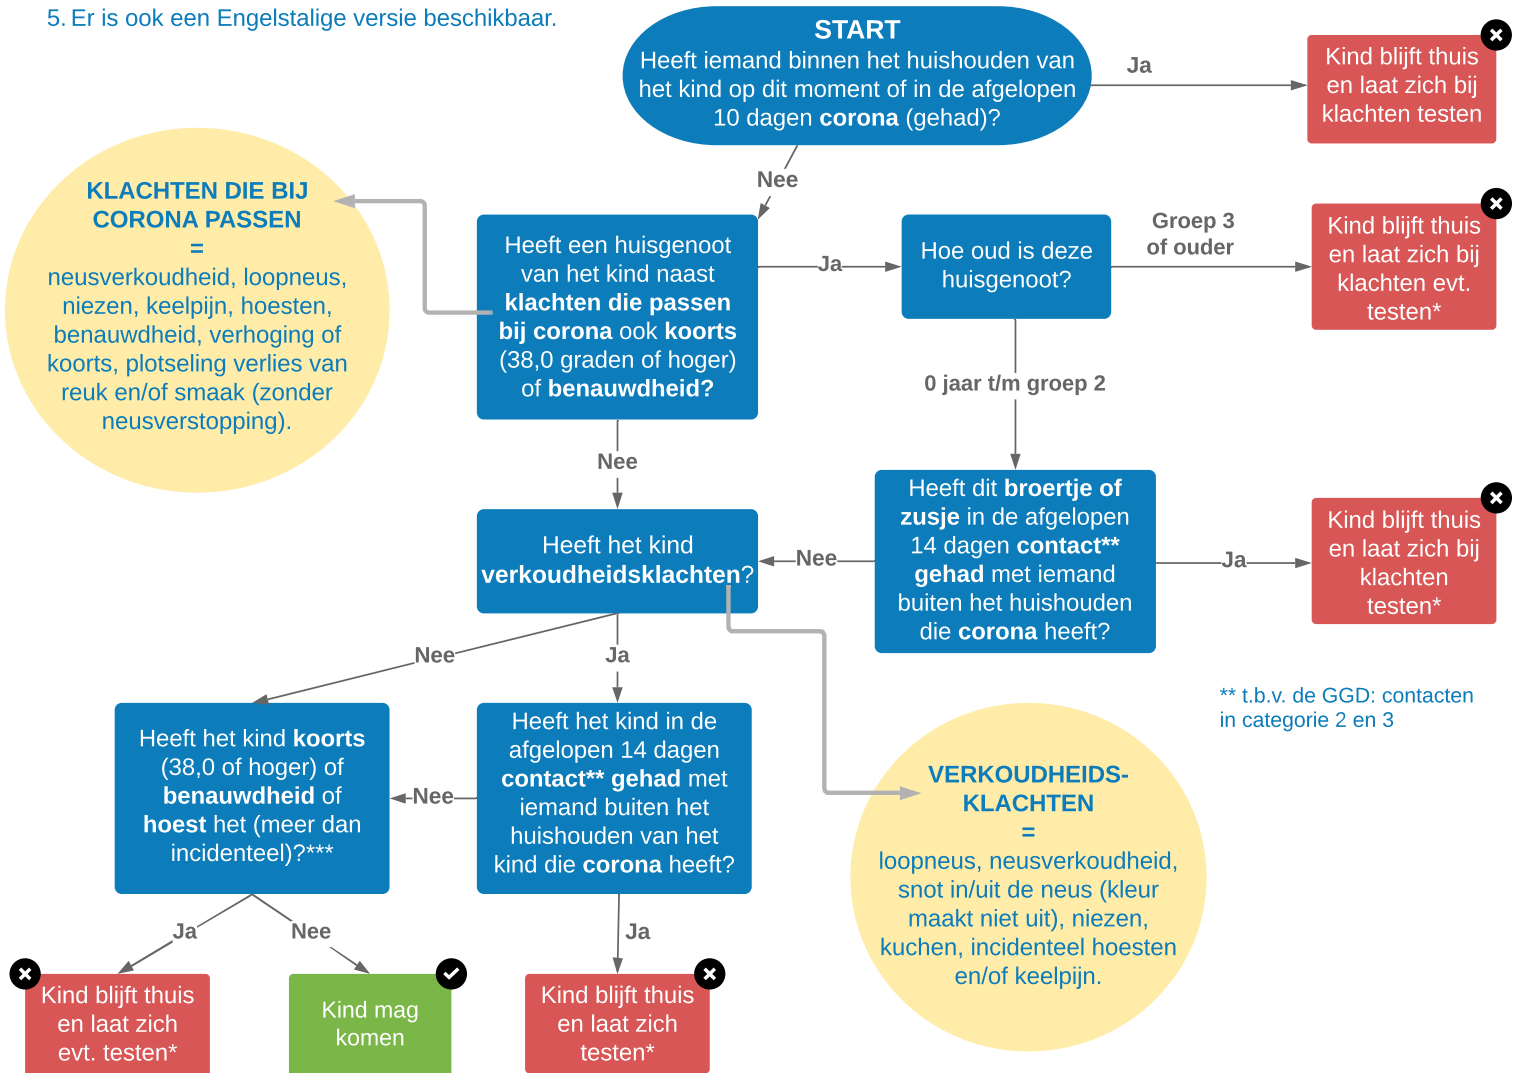 5. Er is ook een Engelstalige versie beschikbaar.
START
Heeft iemand binnen het huishouden van
het kind op dit moment of in de afgelopen
10 dagen corona (gehad)?
Ja
Kind blijft thuis
en laat zich bij
klachten testen
Nee
KLACHTEN DIE BIJ
CORONA PASSEN
=
neusverkoudheid, loopneus,
niezen, keelpijn, hoesten,
benauwdheid, verhoging of
koorts, plotseling verlies van
reuk en/of smaak (zonder
neusverstopping).
Heeft een huisgenoot
van het kind naast
klachten die passen
bij corona ook koorts
(38,0 graden of hoger)
of benauwdheid?
Ja
Hoe oud is deze
huisgenoot?
Groep 3
of ouder
Kind blijft thuis
en laat zich bij
klachten evt.
testen*
0 jaar t/m groep 2
Nee
Heeft dit broertje of
zusje in de afgelopen
14 dagen contact**
gehad met iemand
buiten het huishouden
die corona heeft?
Ja
Kind blijft thuis
en laat zich bij
klachten
testen*
Nee
Heeft het kind
verkoudheidsklachten?
Nee
Ja
** t.b.v. de GGD: contacten
in categorie 2 en 3
Heeft het kind koorts
(38,0 of hoger) of
benauwdheid of
hoest het (meer dan
incidenteel)?***
Nee
Heeft het kind in de
afgelopen 14 dagen
contact** gehad met
iemand buiten het
huishouden van het
kind die corona heeft?
VERKOUDHEIDS-
KLACHTEN
=
loopneus, neusverkoudheid,
snot in/uit de neus (kleur
maakt niet uit), niezen,
kuchen, incidenteel hoesten
en/of keelpijn.
Ja
Nee
Ja
Kind blijft thuis
en laat zich
evt. testen*
Kind mag
komen
Kind blijft thuis
en laat zich
testen*